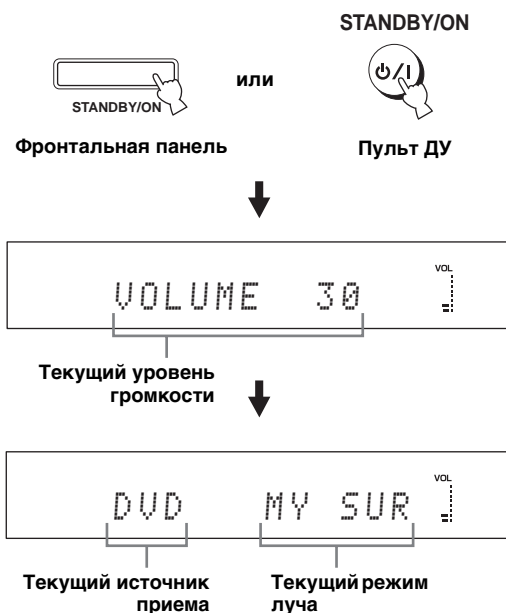 STANDBY/ON
или
STANDBY/ON
Фронтальная панель
Пульт ДУ
VOL
VOLUME 30
Текущий уровень
громкости
VOL
DVD MY SUR
Текущий источник
приема
Текущий режим
луча